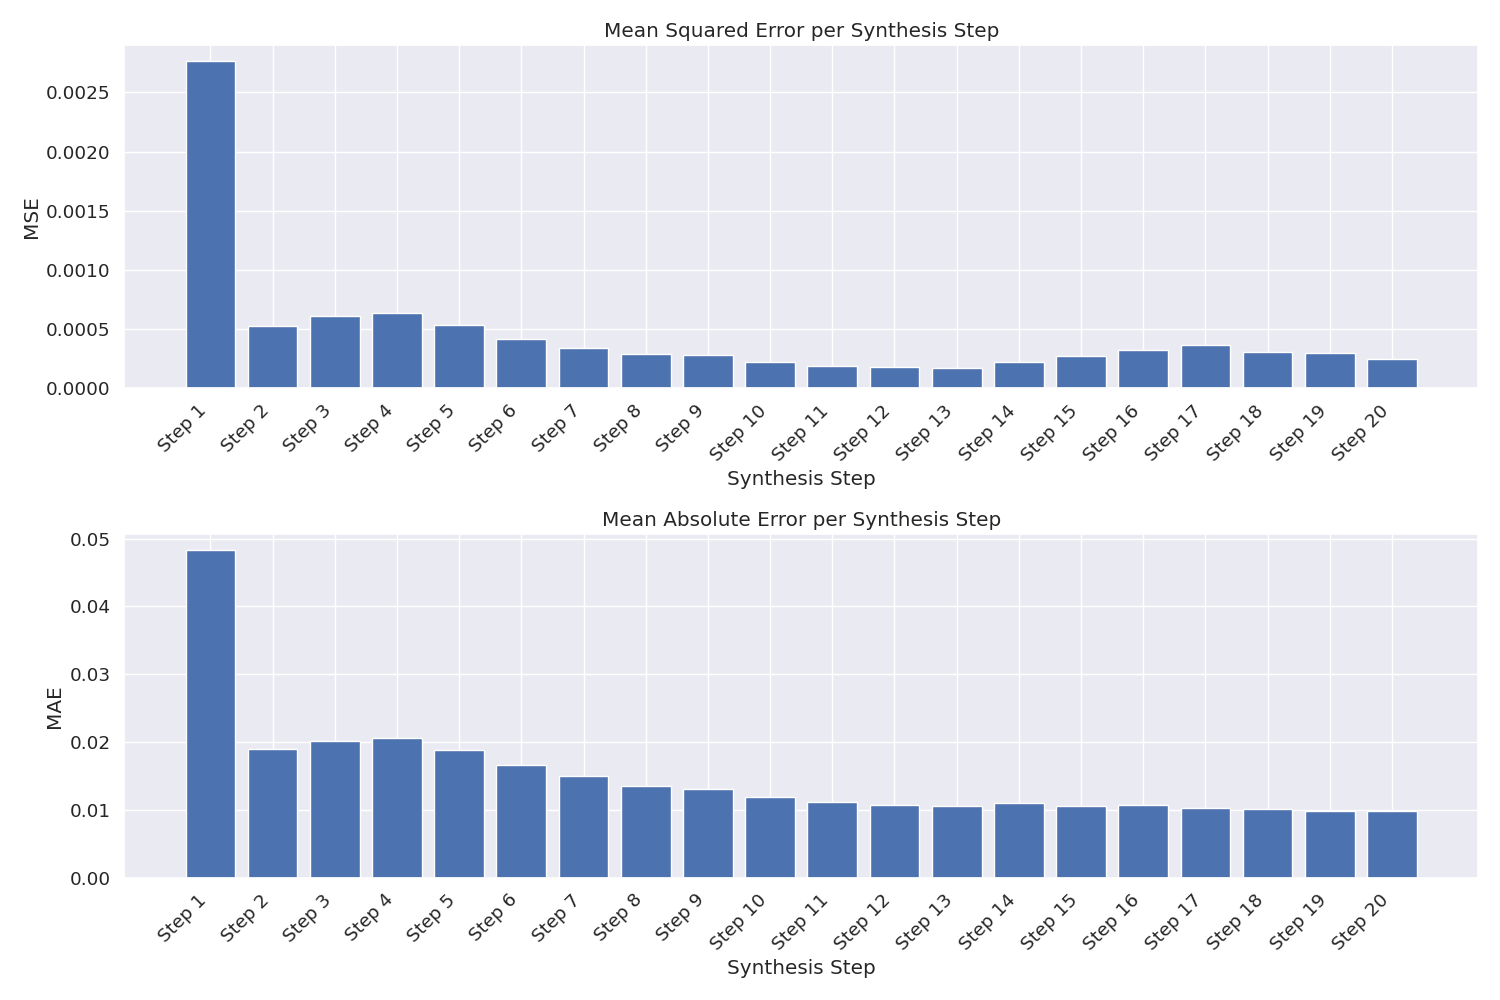 Mean Squared Error per Synthesis Step
MSE
0.0025
0.0020
0.0015
0.0010
0.0005
0.0000
Step 1
Step 2
Step 3
Step 4
Step 5
Step 6
Step 7
Step 8
Step 9
Step 10
Step 11
Step 12
Step 13
Step 14
Step 15
Step 16
Step 17
Step 18
Step 19
Step 20
Synthesis Step
Mean Absolute Error per Synthesis Step
MAE
0.05
0.04
0.03
0.02
0.01
0.00
Step 1
Step 2
Step 3
Step 4
Step 5
Step 6
Step 7
Step 8
Step 9
Step 10
Step 11
Step 12
Step 13
Step 14
Step 15
Step 16
Step 17
Step 18
Step 19
Step 20
Synthesis Step